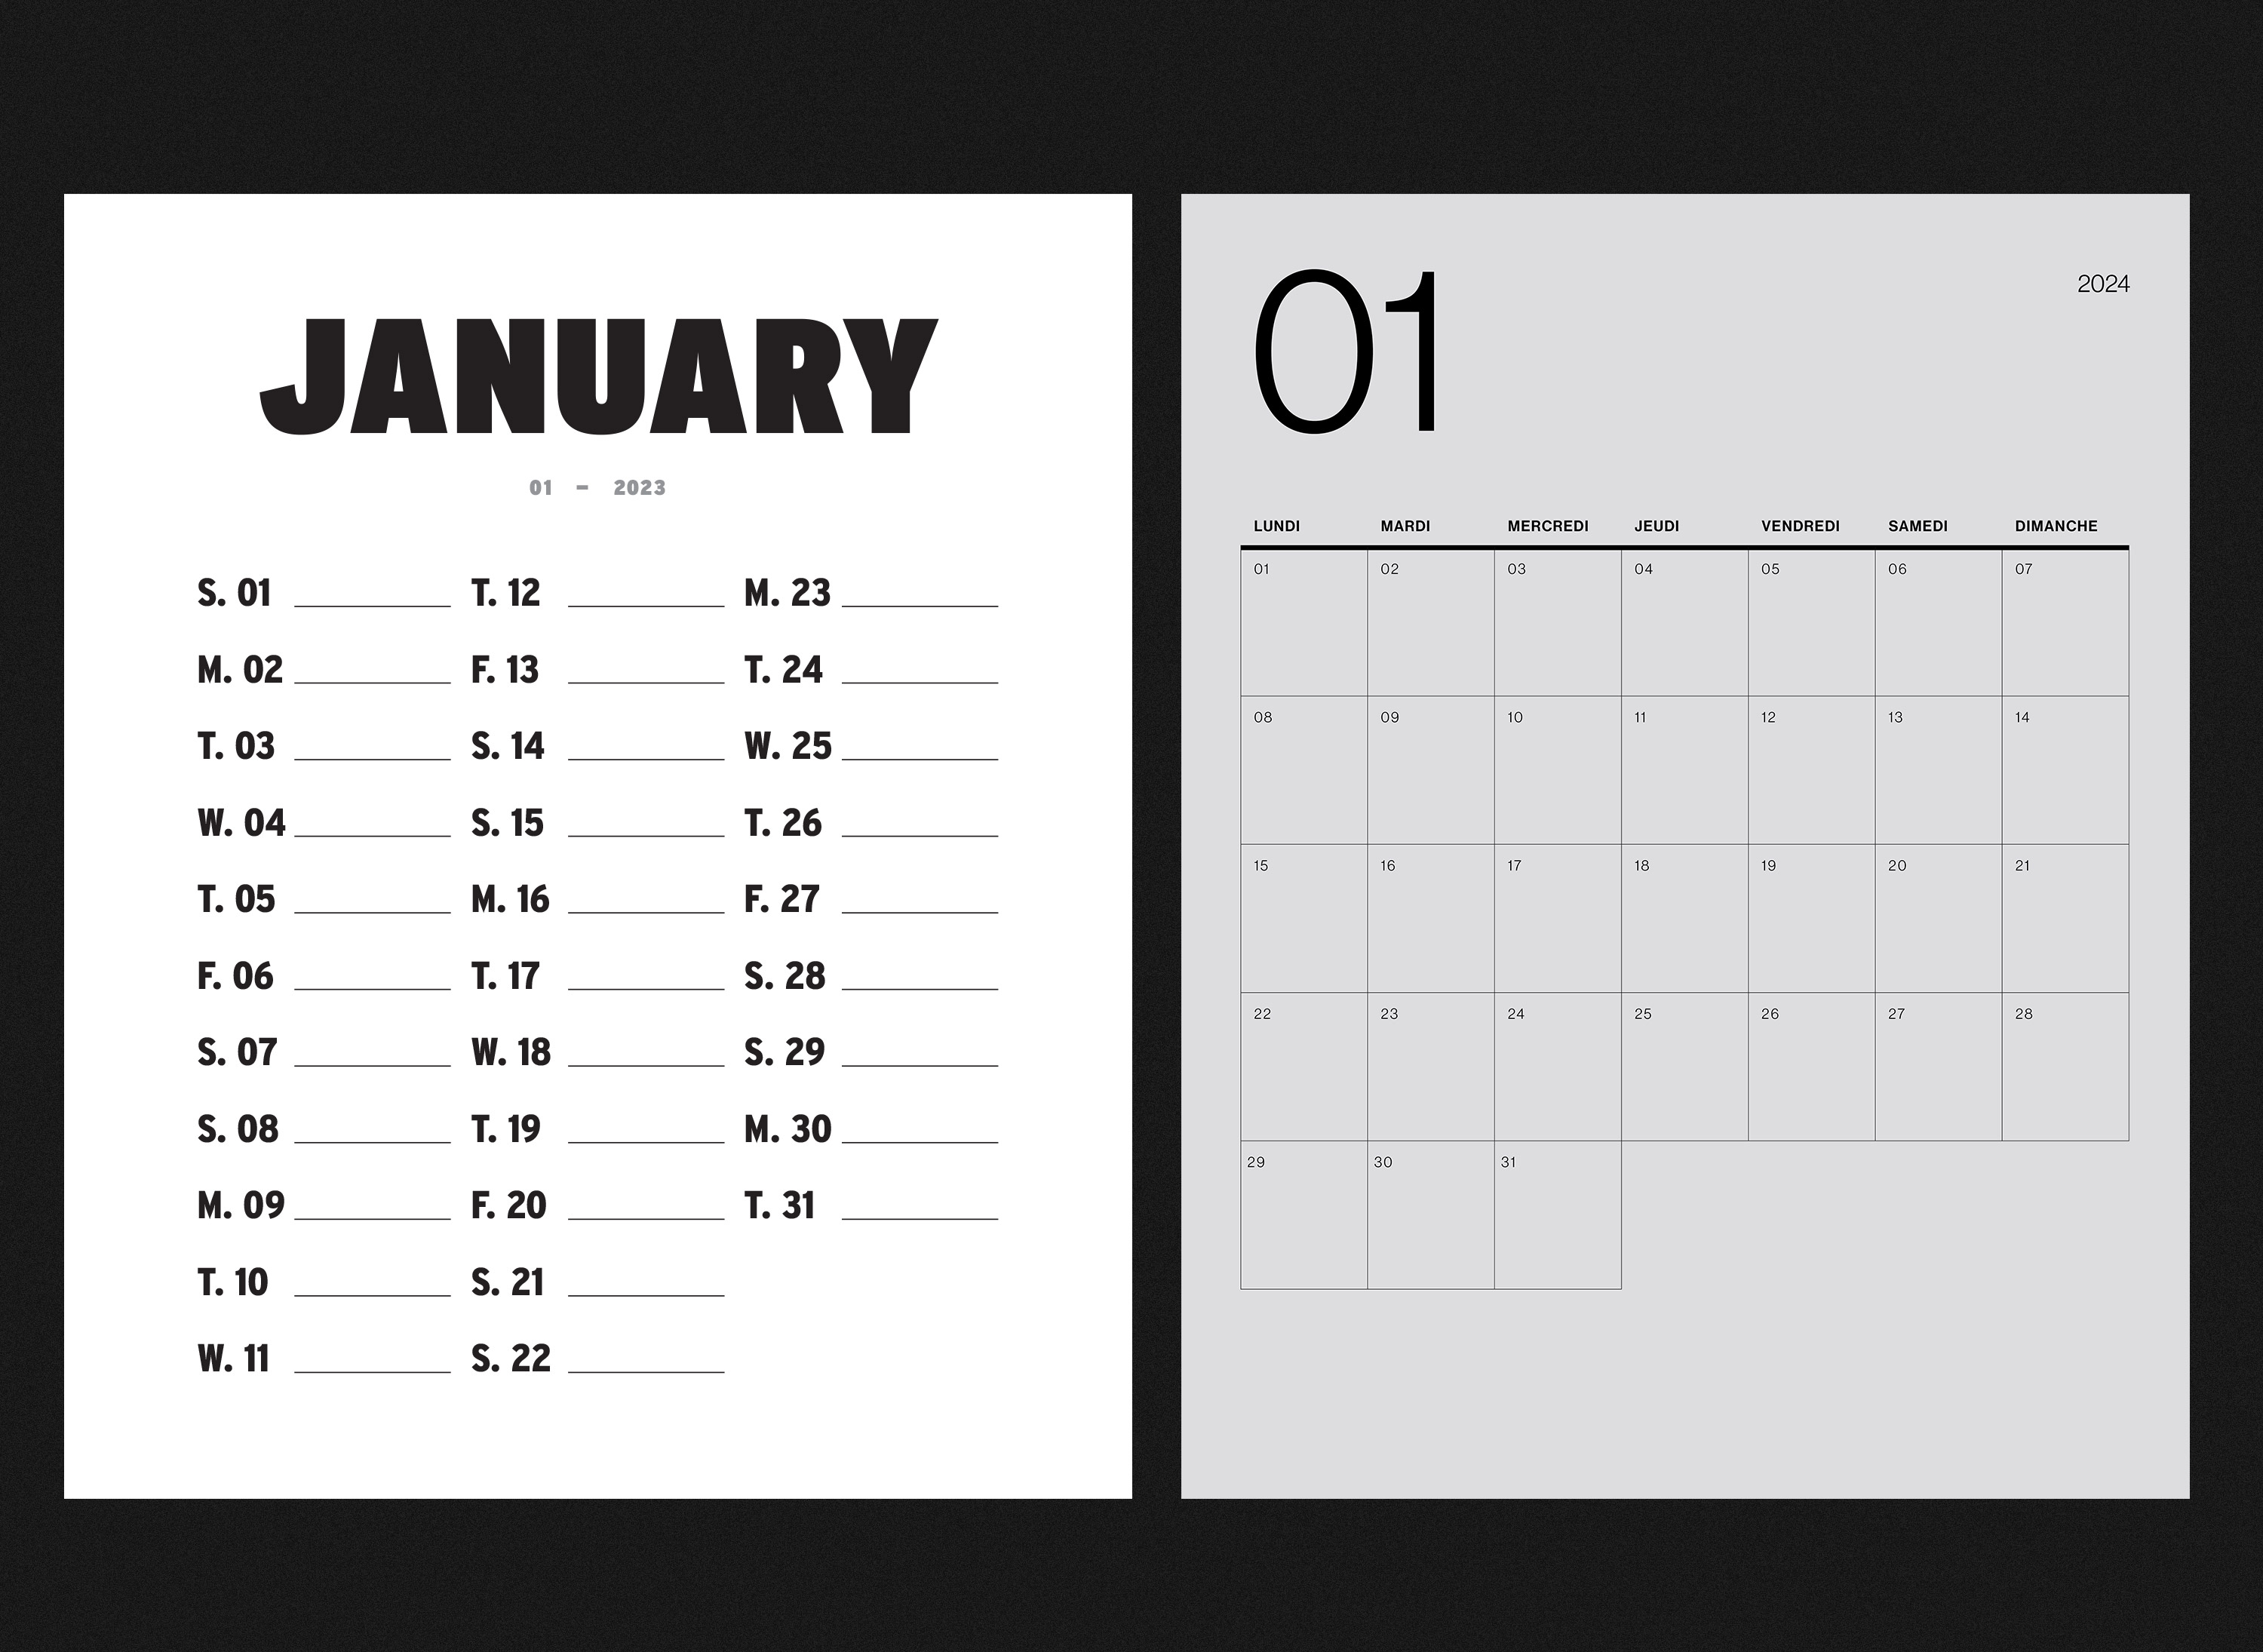 JANUARY
01 – 2023
S. 01
M. 02
T. 03
W. 04
T. 05
F. 06
S. 07
S. 08
M. 09
T. 10
W. 11
T. 12
F. 13
S. 14
S. 15
M. 16
T. 17
W. 18
T. 19
F. 20
S. 21
S. 22
M. 23
T. 24
W. 25
T. 26
F. 27
S. 28
S. 29
M. 30
T. 31
01
2024
LUNDI MARDI MERCREDI JEUDI VENDREDI SAMEDI DIMANCHE
01 02 03 04 05 06 07
08 09 10 11 12 13 14
15 16 17 18 19 20 21
22 23 24 25 26 27 28
29 30 31